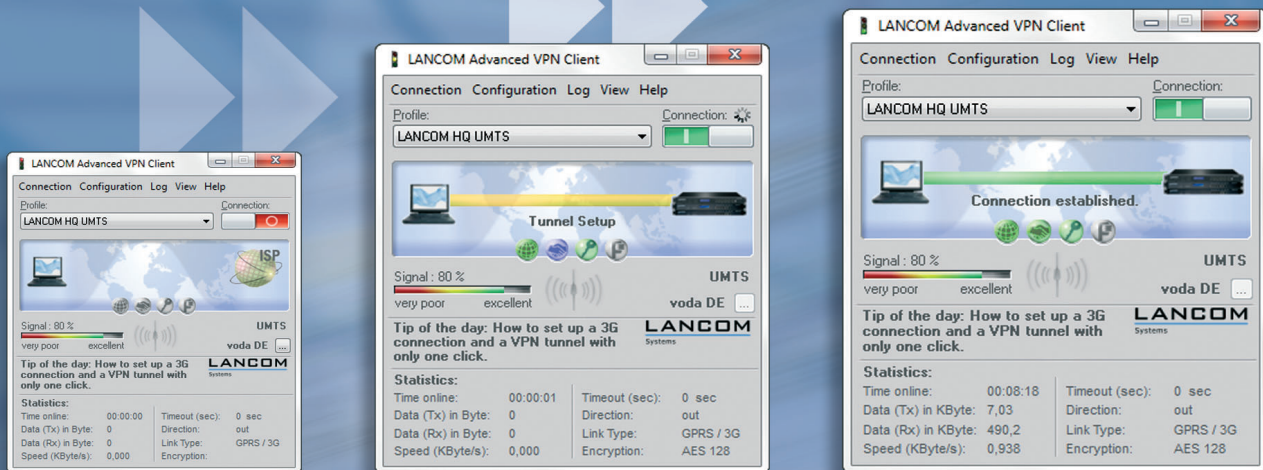 LANCOM Advanced VPN Client
Connection Configuration Log View Help
Profile: Connection:
LANCOM HQ UMTS
ISP
Signal : 80 % UMTS
very poor excellent voda DE ...
Tip of the day: How to set up a 3G
connection and a VPN tunnel with
only one click.
LANCOM
Systems
Statistics:
Time online: 00:00:00 Timeout (sec): 0 sec
Data (Tx) in Byte: 0 Direction: out
Data (Rx) in Byte: 0 Link Type: GPRS / 3G
Speed (KByte/s): 0,000 Encryption:
LANCOM Advanced VPN Client
Connection Configuration Log View Help
Profile: Connection:
LANCOM HQ UMTS
Tunnel Setup
Signal : 80 % UMTS
very poor excellent voda DE ...
Tip of the day: How to set up a 3G
connection and a VPN tunnel with
only one click.
LANCOM
Systems
Statistics:
Time online: 00:00:01 Timeout (sec): 0 sec
Data (Tx) in Byte: 0 Direction: out
Data (Rx) in Byte: 0 Link Type: GPRS / 3G
Speed (KByte/s): 0,000 Encryption: AES 128
LANCOM Advanced VPN Client
Connection Configuration Log View Help
Profile: Connection:
LANCOM HQ UMTS
Connection established.
Signal : 80 % UMTS
very poor excellent voda DE ...
Tip of the day: How to set up a 3G
connection and a VPN tunnel with
only one click.
LANCOM
Systems
Statistics:
Time online: 00:08:18 Timeout (sec): 0 sec
Data (Tx) in KByte: 7,03 Direction: out
Data (Rx) in KByte: 490,2 Link Type: GPRS / 3G
Speed (KByte/s): 0,938 Encryption: AES 128